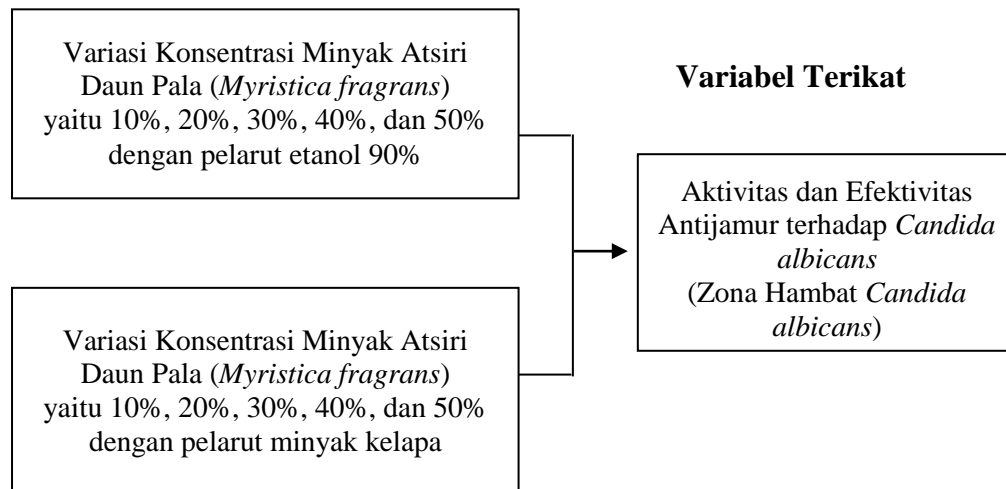 Variasi Konsentrasi Minyak Atsiri
Daun Pala (Myristica fragrans)
yaitu 10%, 20%, 30%, 40%, dan 50%
dengan pelarut etanol 90%
Variasi Konsentrasi Minyak Atsiri
Daun Pala (Myristica fragrans)
yaitu 10%, 20%, 30%, 40%, dan 50%
dengan pelarut minyak kelapa
Variabel Terikat
Aktivitas dan Efektivitas
Antijamur terhadap Candida
albicans
(Zona Hambat Candida
albicans)